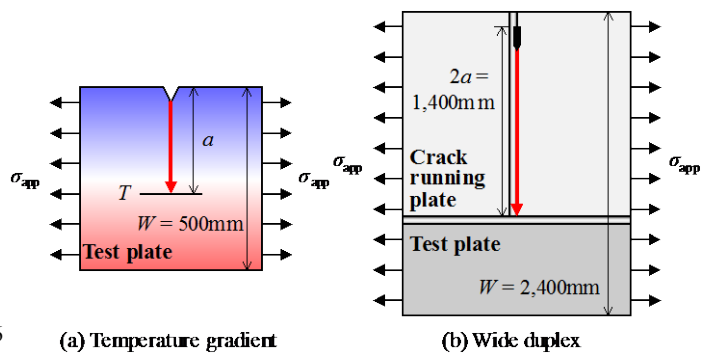 2a =
1,400mm
a
σapp
σapp
σapp
σapp
Crack
running
plate
T
W = 500mm
Test plate
Test plate
W = 2,400mm
(a) Temperature gradient
(b) Wide duplex